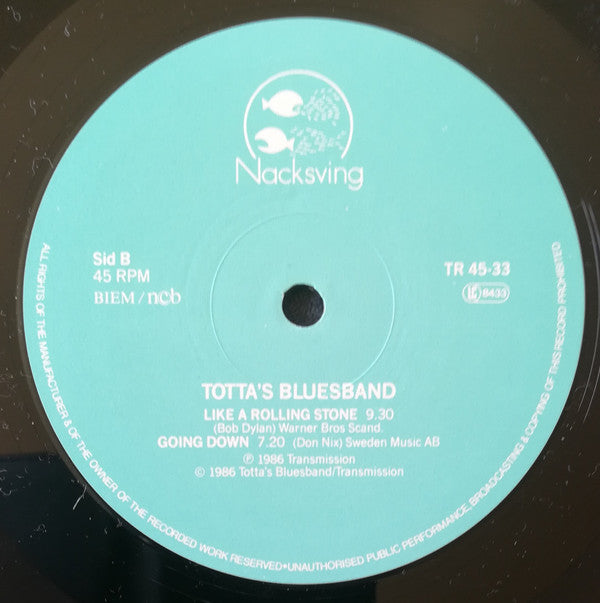 Nacksving
Sid B
45 RPM
BIEM/ncb
TR 45-33
LC 8433
TOTTA'S BLUESBAND
LIKE A ROLLING STONE 9.30
(Bob Dylan) Warner Bros Scand.
GOING DOWN 7.20 (Don Nix) Sweden Music AB
℗ 1986 Transmission
© 1986 Totta's Bluesband/Transmission
ALL RIGHTS OF THE MANUFACTURER & OF THE OWNER OF THE RECORDED WORK RESERVED•UNAUTHORISED PUBLIC PERFORMANCE, BROADCASTING & COPYING OF THIS RECORD PROHIBITED